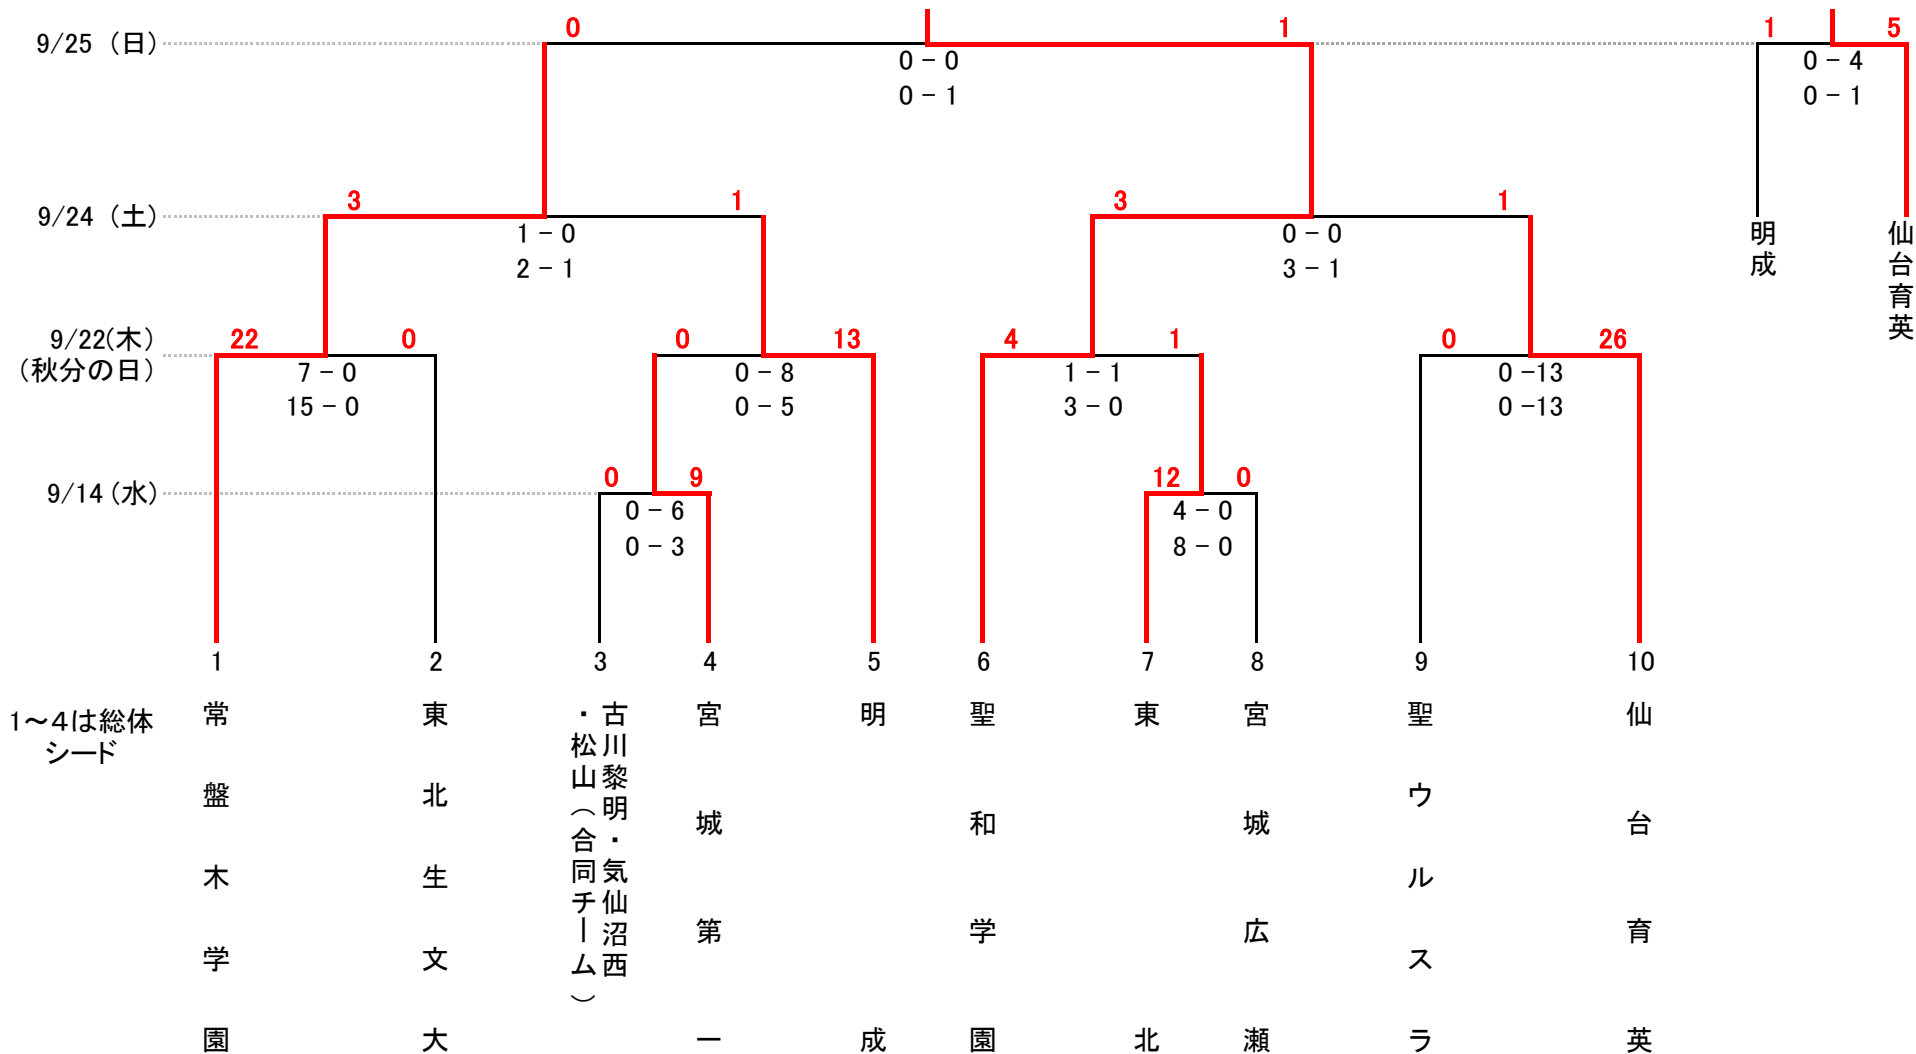 0
1
1
5
9/25（日）
0－0
0－1
0－4
0－1
3
1
3
1
9/24（土）
1－0
2－1
0－0
3－1
明成
仙台育英
9/22(木)
（秋分の日）
22
0
0
13
4
1
0
26
7－0
15－0
0－8
0－5
1－1
3－0
0－13
0－13
9/14（水）
0
9
12
0
0－6
0－3
4－0
8－0
1
2
3
4
5
6
7
8
9
10
1～4は総体
シード
常盤木学園
東北生文大
古川黎明・気仙沼西
・松山（合同チーム）
宮城第一
明成
聖和学園
東北
宮城広瀬
聖ウルスラ
仙台育英